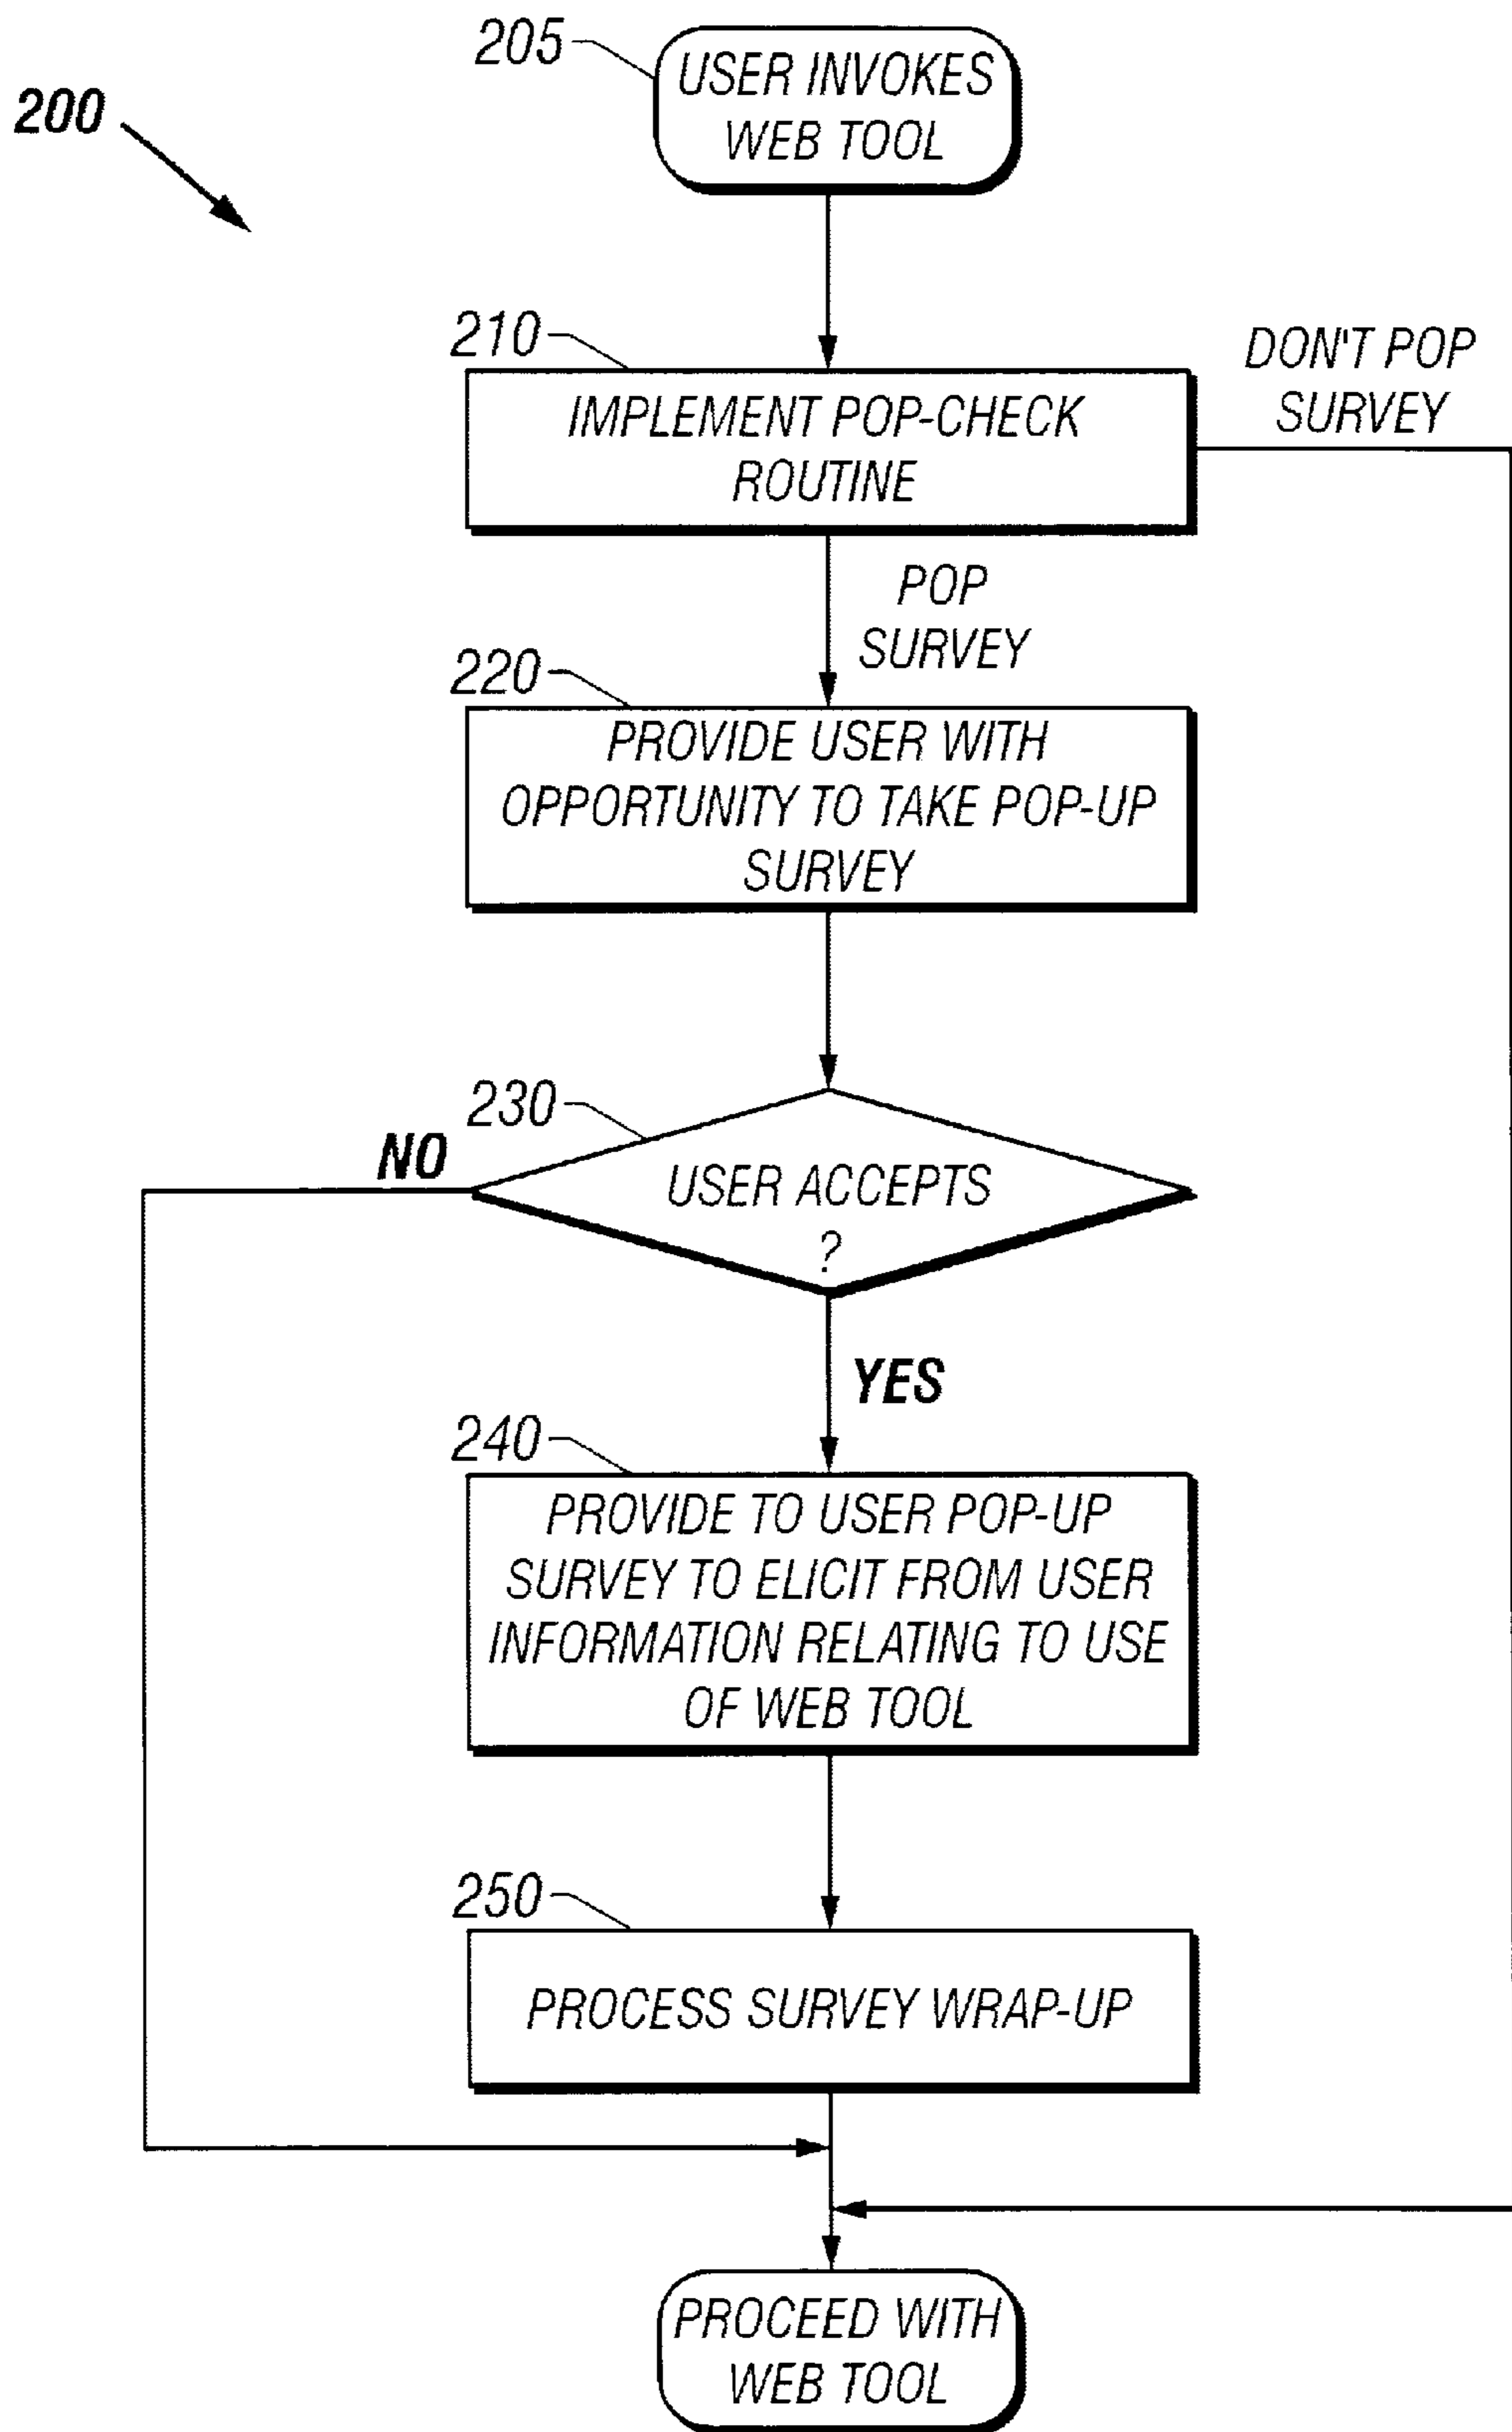 200
205
USER INVOKES
WEB TOOL
210
IMPLEMENT POP-CHECK
ROUTINE
DON'T POP
SURVEY
POP
SURVEY
220
PROVIDE USER WITH
OPPORTUNITY TO TAKE POP-UP
SURVEY
230
NO
USER ACCEPTS
?
YES
240
PROVIDE TO USER POP-UP
SURVEY TO ELICIT FROM USER
INFORMATION RELATING TO USE
OF WEB TOOL
250
PROCESS SURVEY WRAP-UP
PROCEED WITH
WEB TOOL